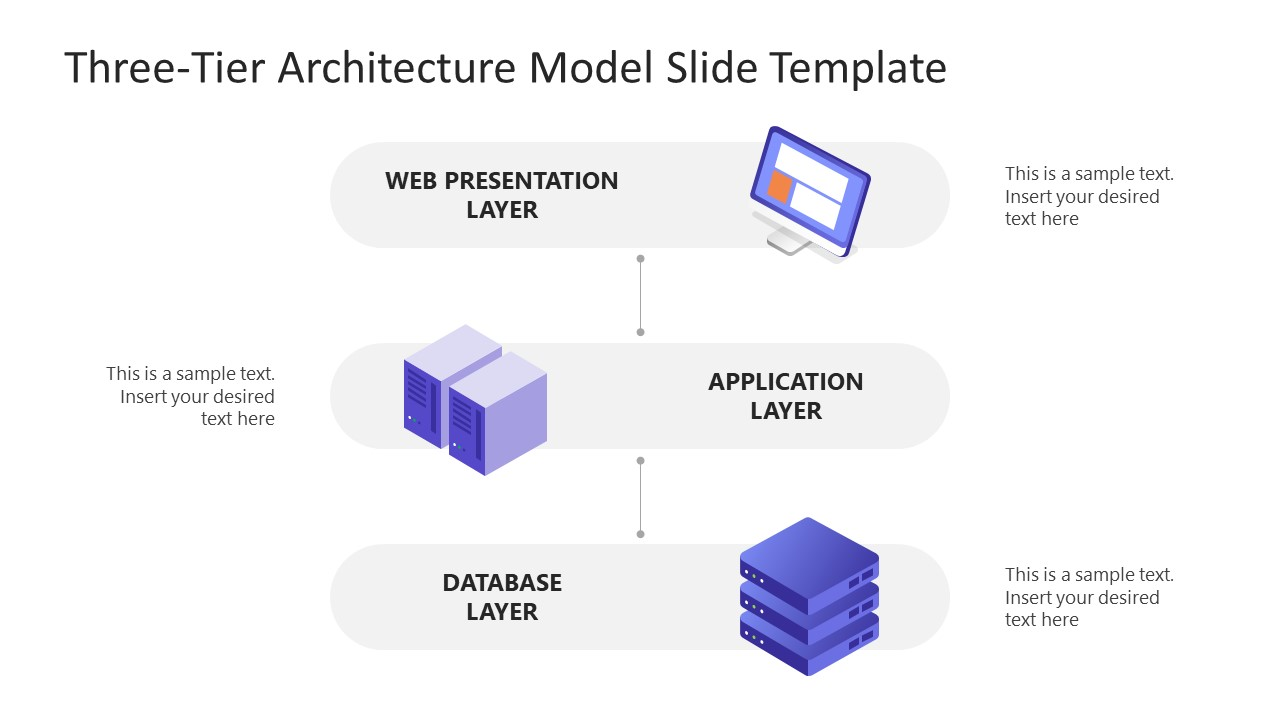 Three-Tier Architecture Model Slide Template
WEB PRESENTATION
LAYER
This is a sample text.
Insert your desired
text here
This is a sample text.
Insert your desired
text here
APPLICATION
LAYER
DATABASE
LAYER
This is a sample text.
Insert your desired
text here